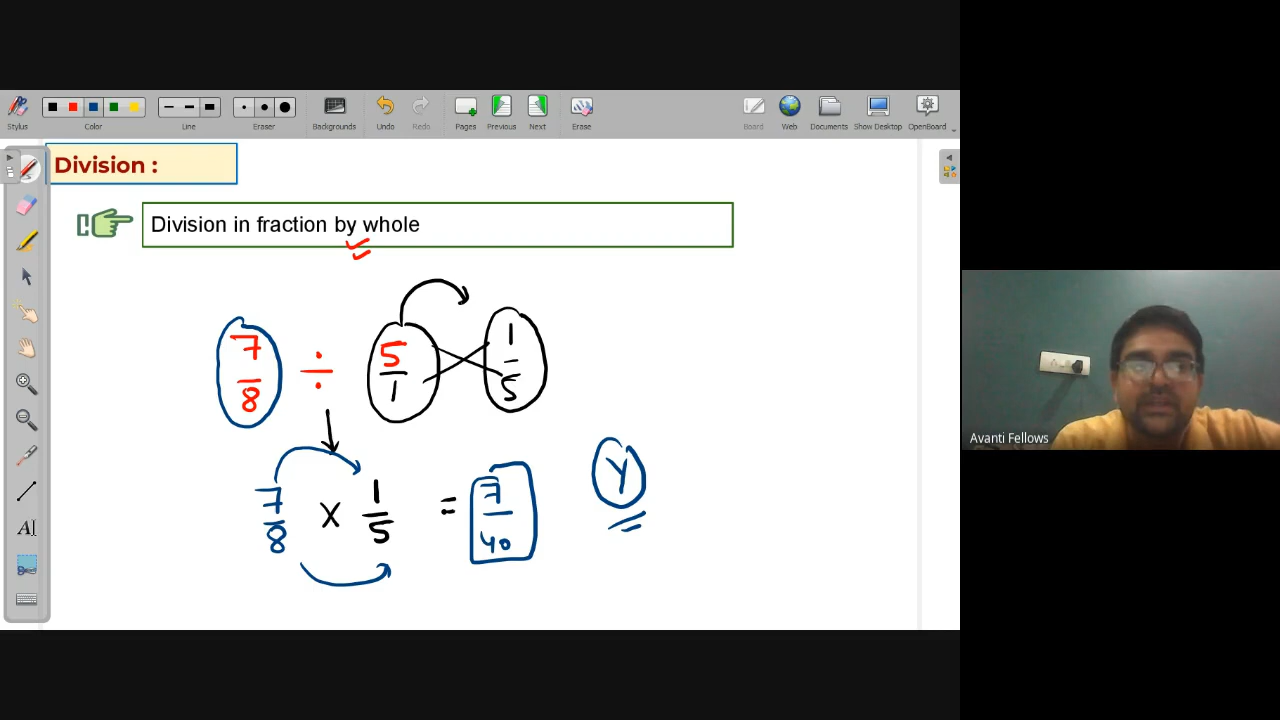 Stylus
Color
Line
Eraser
Backgrounds
Undo
Redo
Pages
Previous
Next
Erase
Board
Web
Documents
Show Desktop
OpenBoard
Division :
Division in fraction by whole
7/8 ÷ 5/1 1/5
7/8 x 1/5 = 7/40
Y
Avanti Fellows